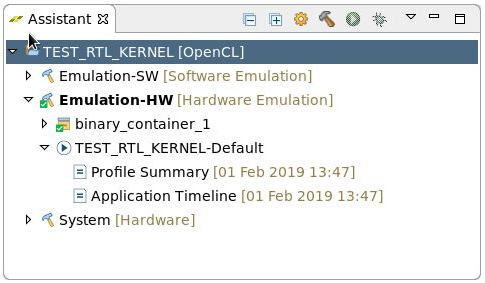 Assistant
TEST_RTL_KERNEL [OpenCL]
Emulation-SW [Software Emulation]
Emulation-HW [Hardware Emulation]
binary_container_1
TEST_RTL_KERNEL-Default
Profile Summary [01 Feb 2019 13:47]
Application Timeline [01 Feb 2019 13:47]
System [Hardware]